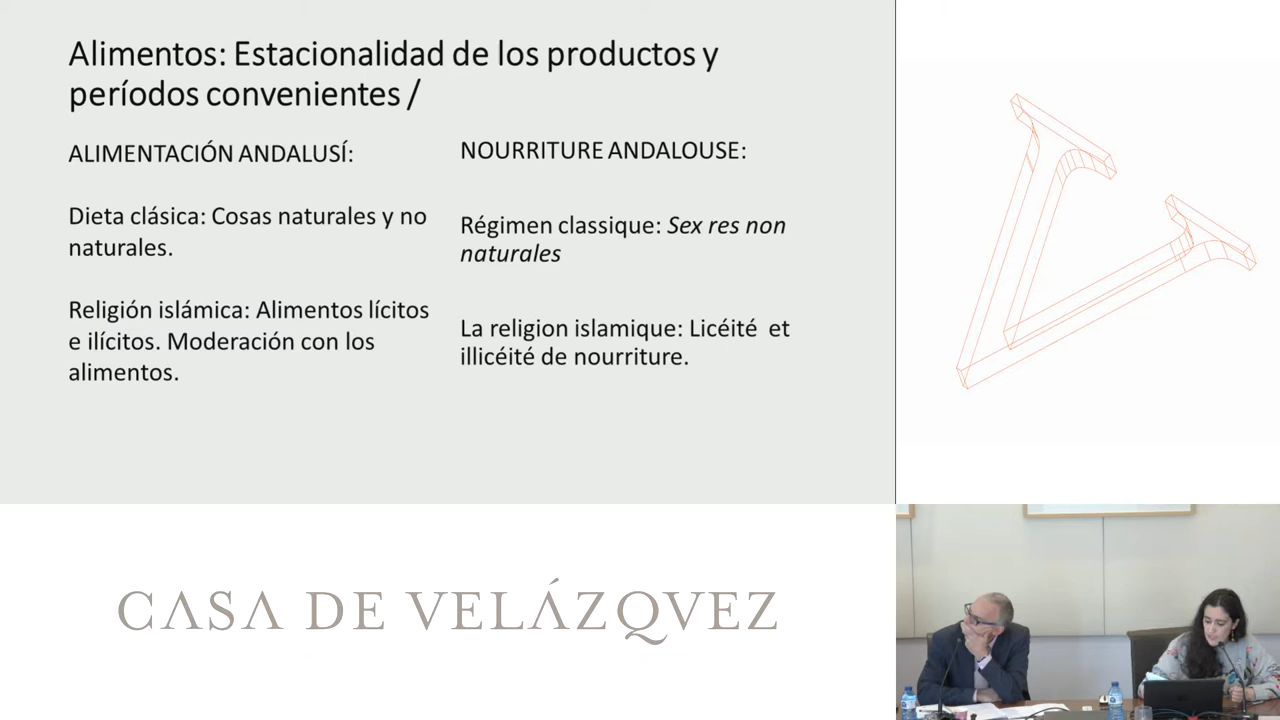 Alimentos: Estacionalidad de los productos y
períodos convenientes /
ALIMENTACIÓN ANDALUSÍ:
Dieta clásica: Cosas naturales y no
naturales.
Religión islámica: Alimentos lícitos
e ilícitos. Moderación con los
alimentos.
NOURRITURE ANDALOUSE:
Régimen classique: Sex res non
naturales
La religion islamique: Licéité et
illicéité de nourriture.
CASA DE VELÁZQVEZ